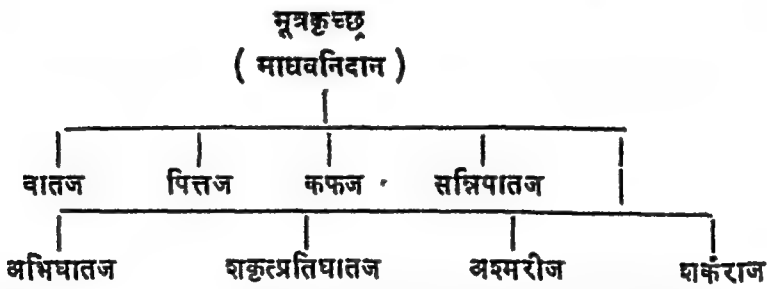 मूत्रकृच्छ्र
( माधवनिदान )
वातज पित्तज कफज सन्निपातज
अभिघातज शकृत्प्रतिघातज अश्मरीज शर्कराज